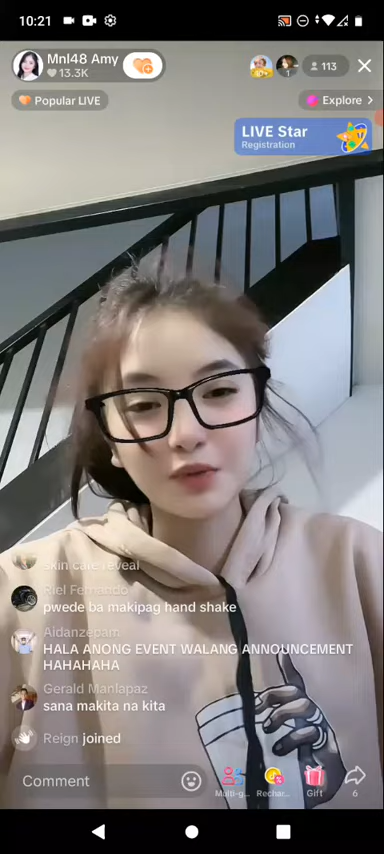 10:21
Mnl48 Amy
13.3K
113
Popular LIVE
Explore
LIVE Star
Registration
skin care reveal
Riel Fernando
pwede ba makipag hand shake
Aidanzepam
HALA ANONG EVENT WALANG ANNOUNCEMENT
HAHAHAHA
Gerald Manlapaz
sana makita na kita
Reign joined
Comment
Multi-g...
Rechar...
Gift
6